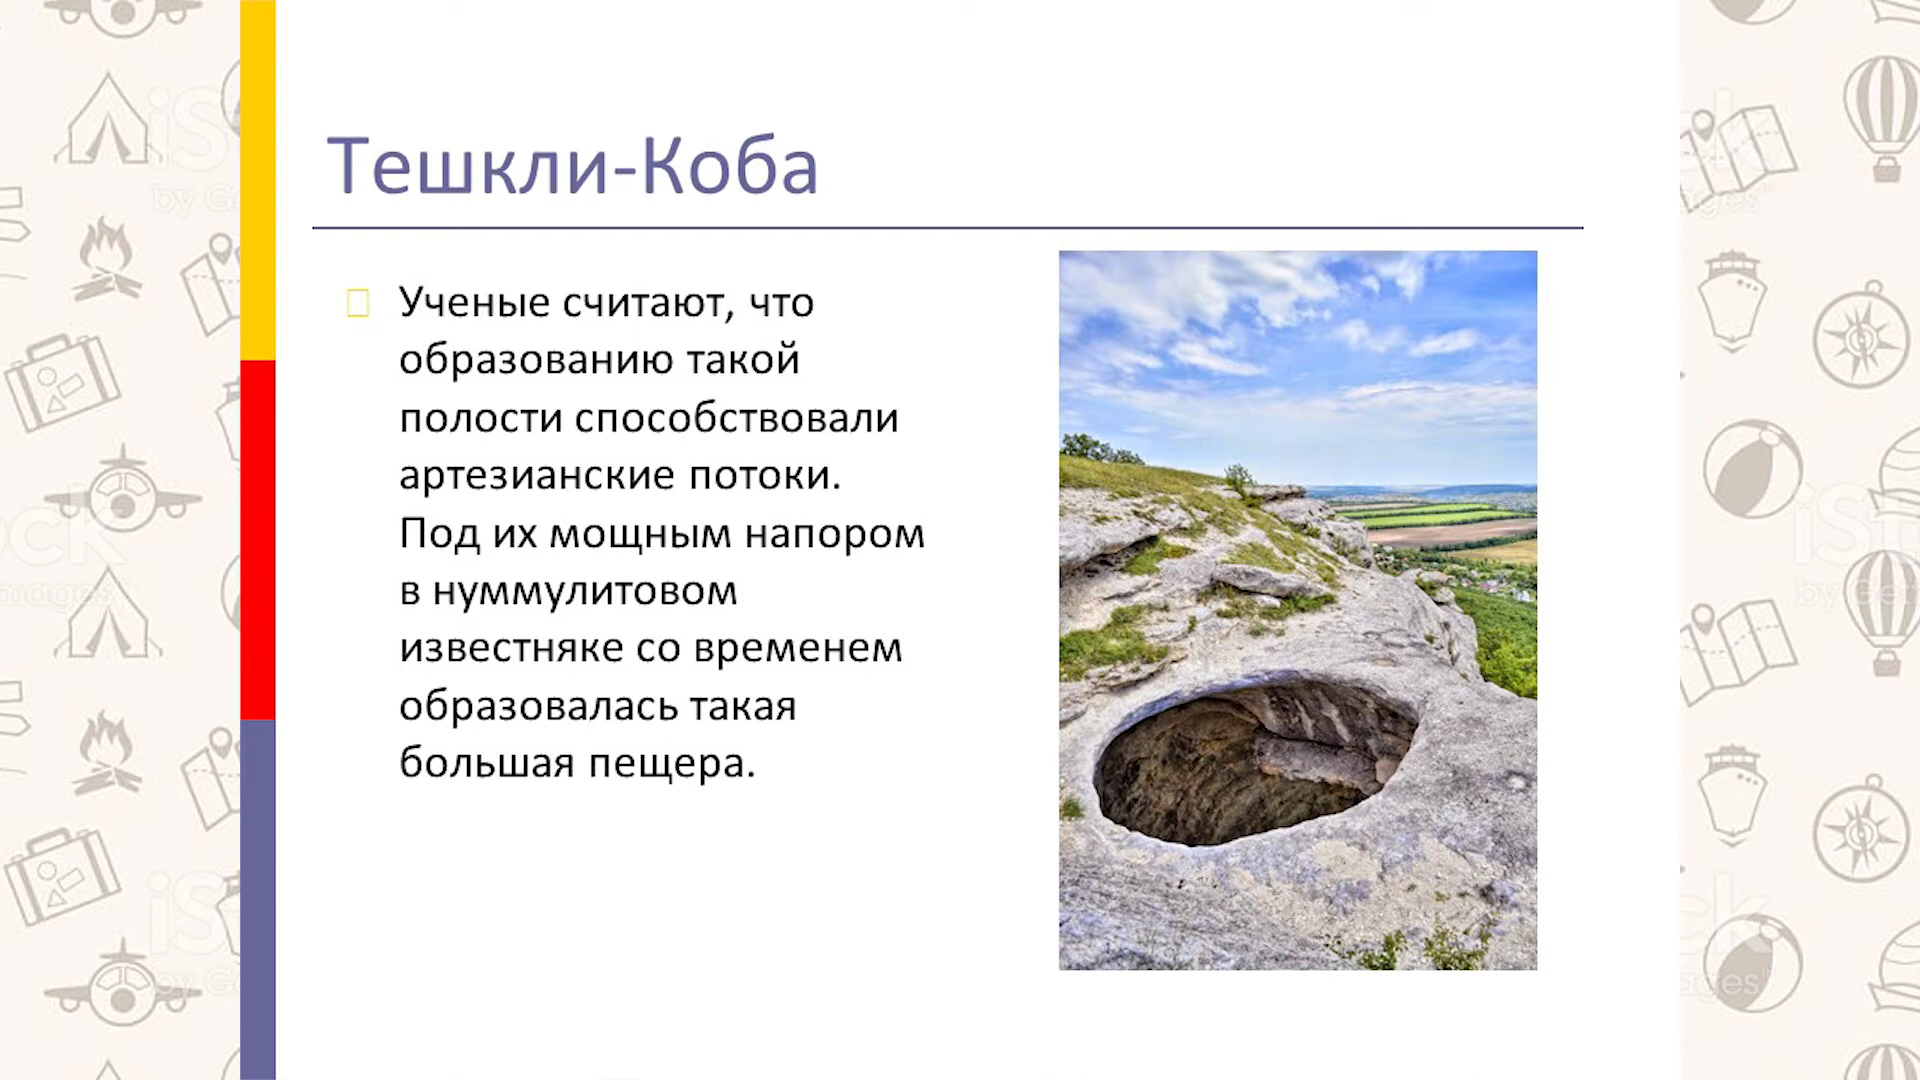 Тешкли-Коба
Ученые считают, что
образованию такой
полости способствовали
артезианские потоки.
Под их мощным напором
в нуммулитовом
известняке со временем
образовалась такая
большая пещера.